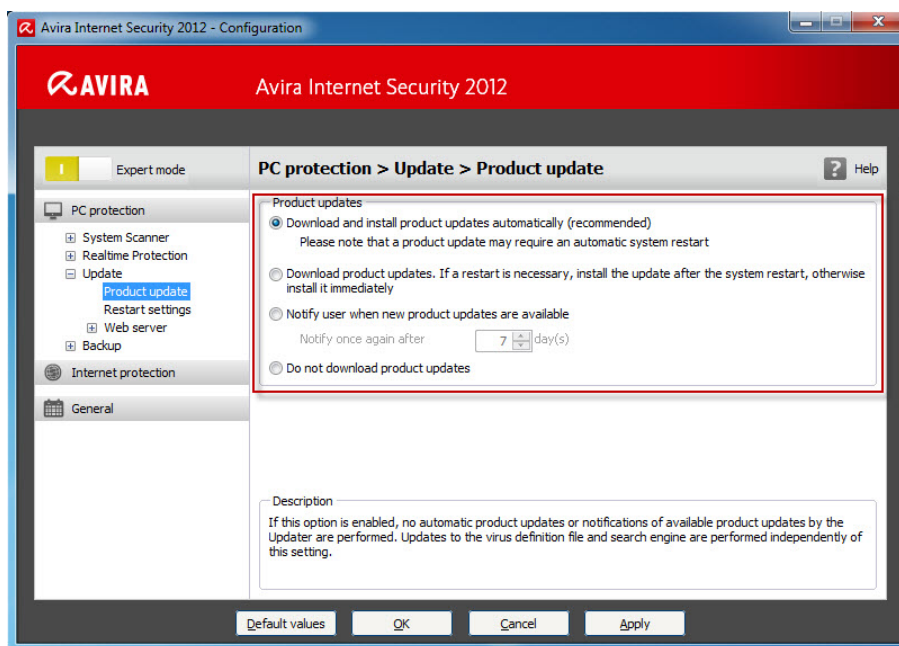 Avira Internet Security 2012 - Configuration
AVIRA
Avira Internet Security 2012
Expert mode
PC protection > Update > Product update
? Help
PC protection
System Scanner
Realtime Protection
Update
Product update
Restart settings
Web server
Backup
Internet protection
General
Product updates
Download and install product updates automatically (recommended)
Please note that a product update may require an automatic system restart
Download product updates. If a restart is necessary, install the update after the system restart, otherwise
install it immediately
Notify user when new product updates are available
Notify once again after 7 day(s)
Do not download product updates
Description
If this option is enabled, no automatic product updates or notifications of available product updates by the
Updater are performed. Updates to the virus definition file and search engine are performed independently of
this setting.
Default values
OK
Cancel
Apply